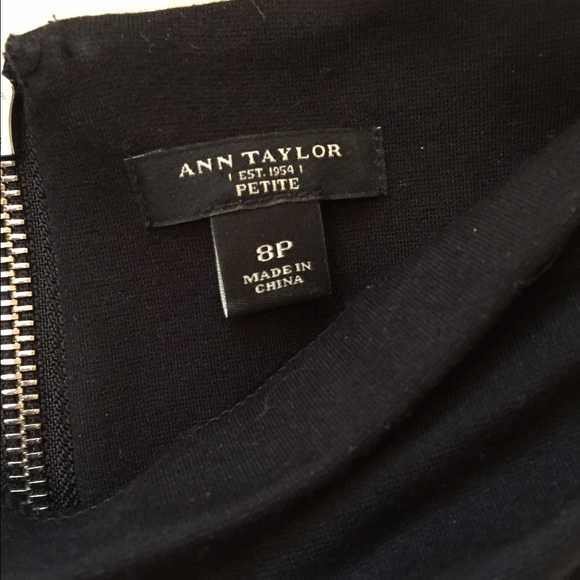 ANN TAYLOR
EST. 1954
PETITE
8P
MADE IN
CHINA